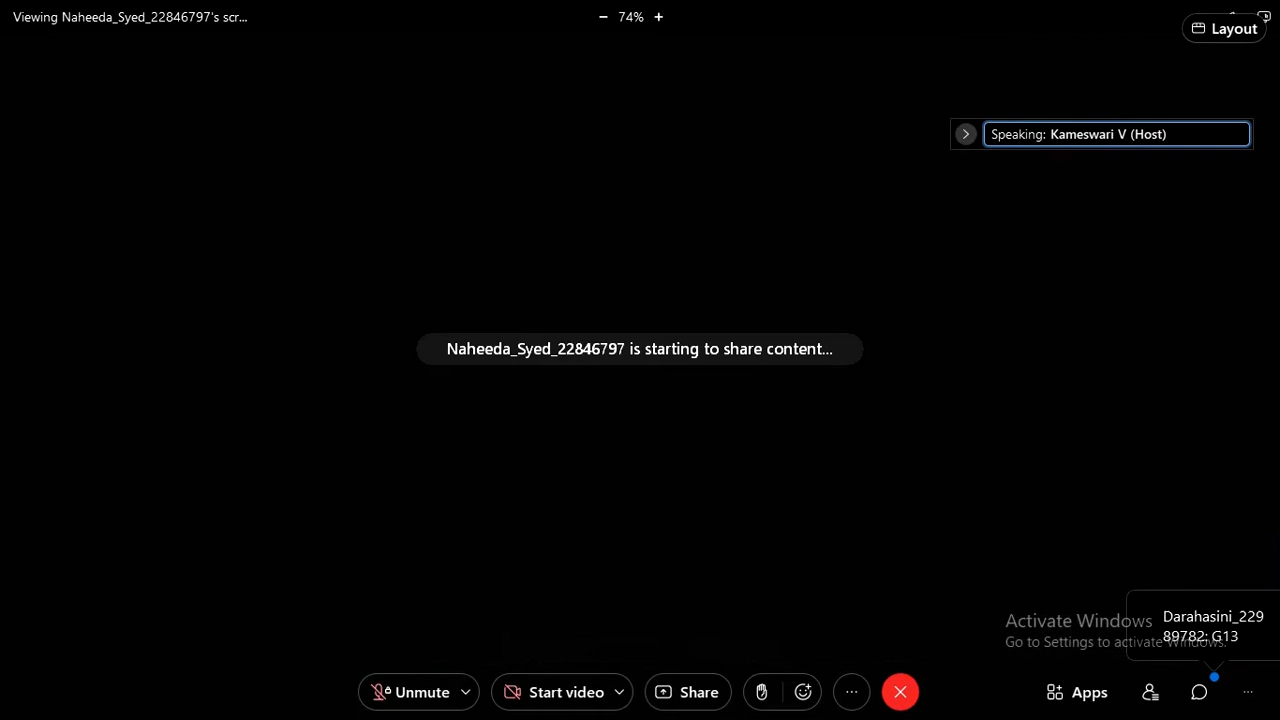 Viewing Naheeda_Syed_22846797's scr...
74%
Layout
Speaking: Kameswari V (Host)
Naheeda_Syed_22846797 is starting to share content...
Activate Windows
Go to Settings to activate Windows.
Darahasini_229
89782: G13
Unmute
Start video
Share
Apps